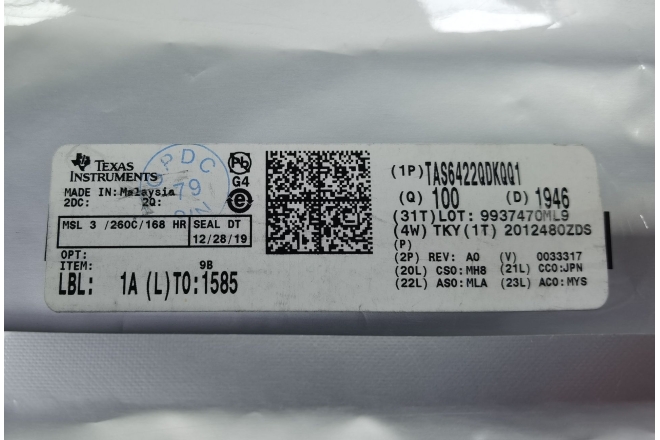 TEXAS
INSTRUMENTS
MADE IN: Malaysia
2DC: 2Q:
MSL 3 /260C/168 HR
SEAL DT
12/28/19
OPT:
ITEM: 9B
LBL: 1A (L)TO:1585
PDC
79
Pb
G4
e
(1P)TAS6422QDKQQ1
(Q) 100 (D) 1946
(31T)LOT: 9937470ML9
(4W) TKY(1T) 2012480ZDS
(P)
(2P) REV: A0 (V) 0033317
(20L) CSO:MH8 (21L) CCO:JPN
(22L) ASO:MLA (23L) ACO:MYS